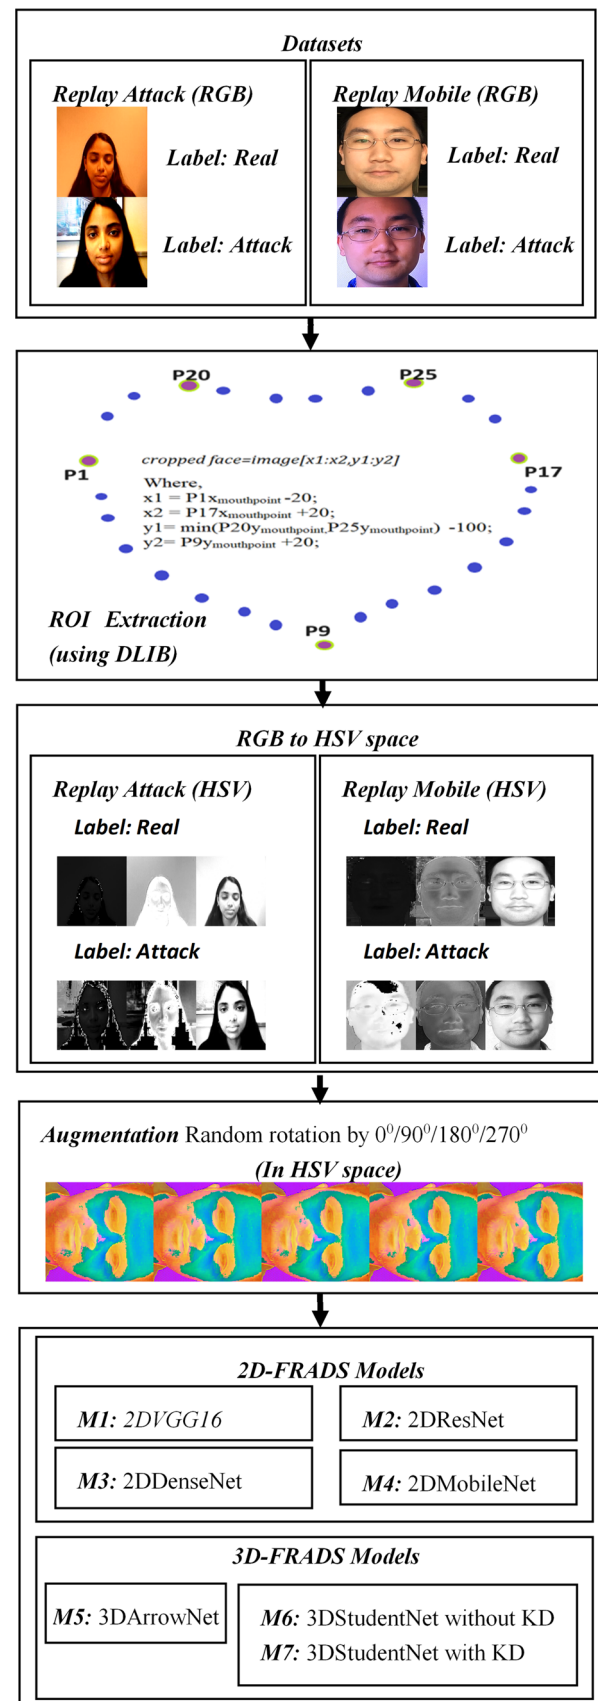 Datasets
Replay Attack (RGB)
Label: Real
Label: Attack
Replay Mobile (RGB)
Label: Real
Label: Attack
P20
P25
P1
P17
cropped face=image[x1:x2,y1:y2]
Where,
x1 = P1xmouthpoint -20;
x2 = P17xmouthpoint +20;
y1= min(P20ymouthpoint,P25ymouthpoint) -100;
y2= P9ymouthpoint +20;
P9
ROI Extraction
(using DLIB)
RGB to HSV space
Replay Attack (HSV)
Label: Real
Label: Attack
Replay Mobile (HSV)
Label: Real
Label: Attack
Augmentation Random rotation by 0⁰/90⁰/180⁰/270⁰
(In HSV space)
2D-FRADS Models
M1: 2DVGG16
M2: 2DResNet
M3: 2DDenseNet
M4: 2DMobileNet
3D-FRADS Models
M5: 3DArrowNet
M6: 3DStudentNet without KD
M7: 3DStudentNet with KD